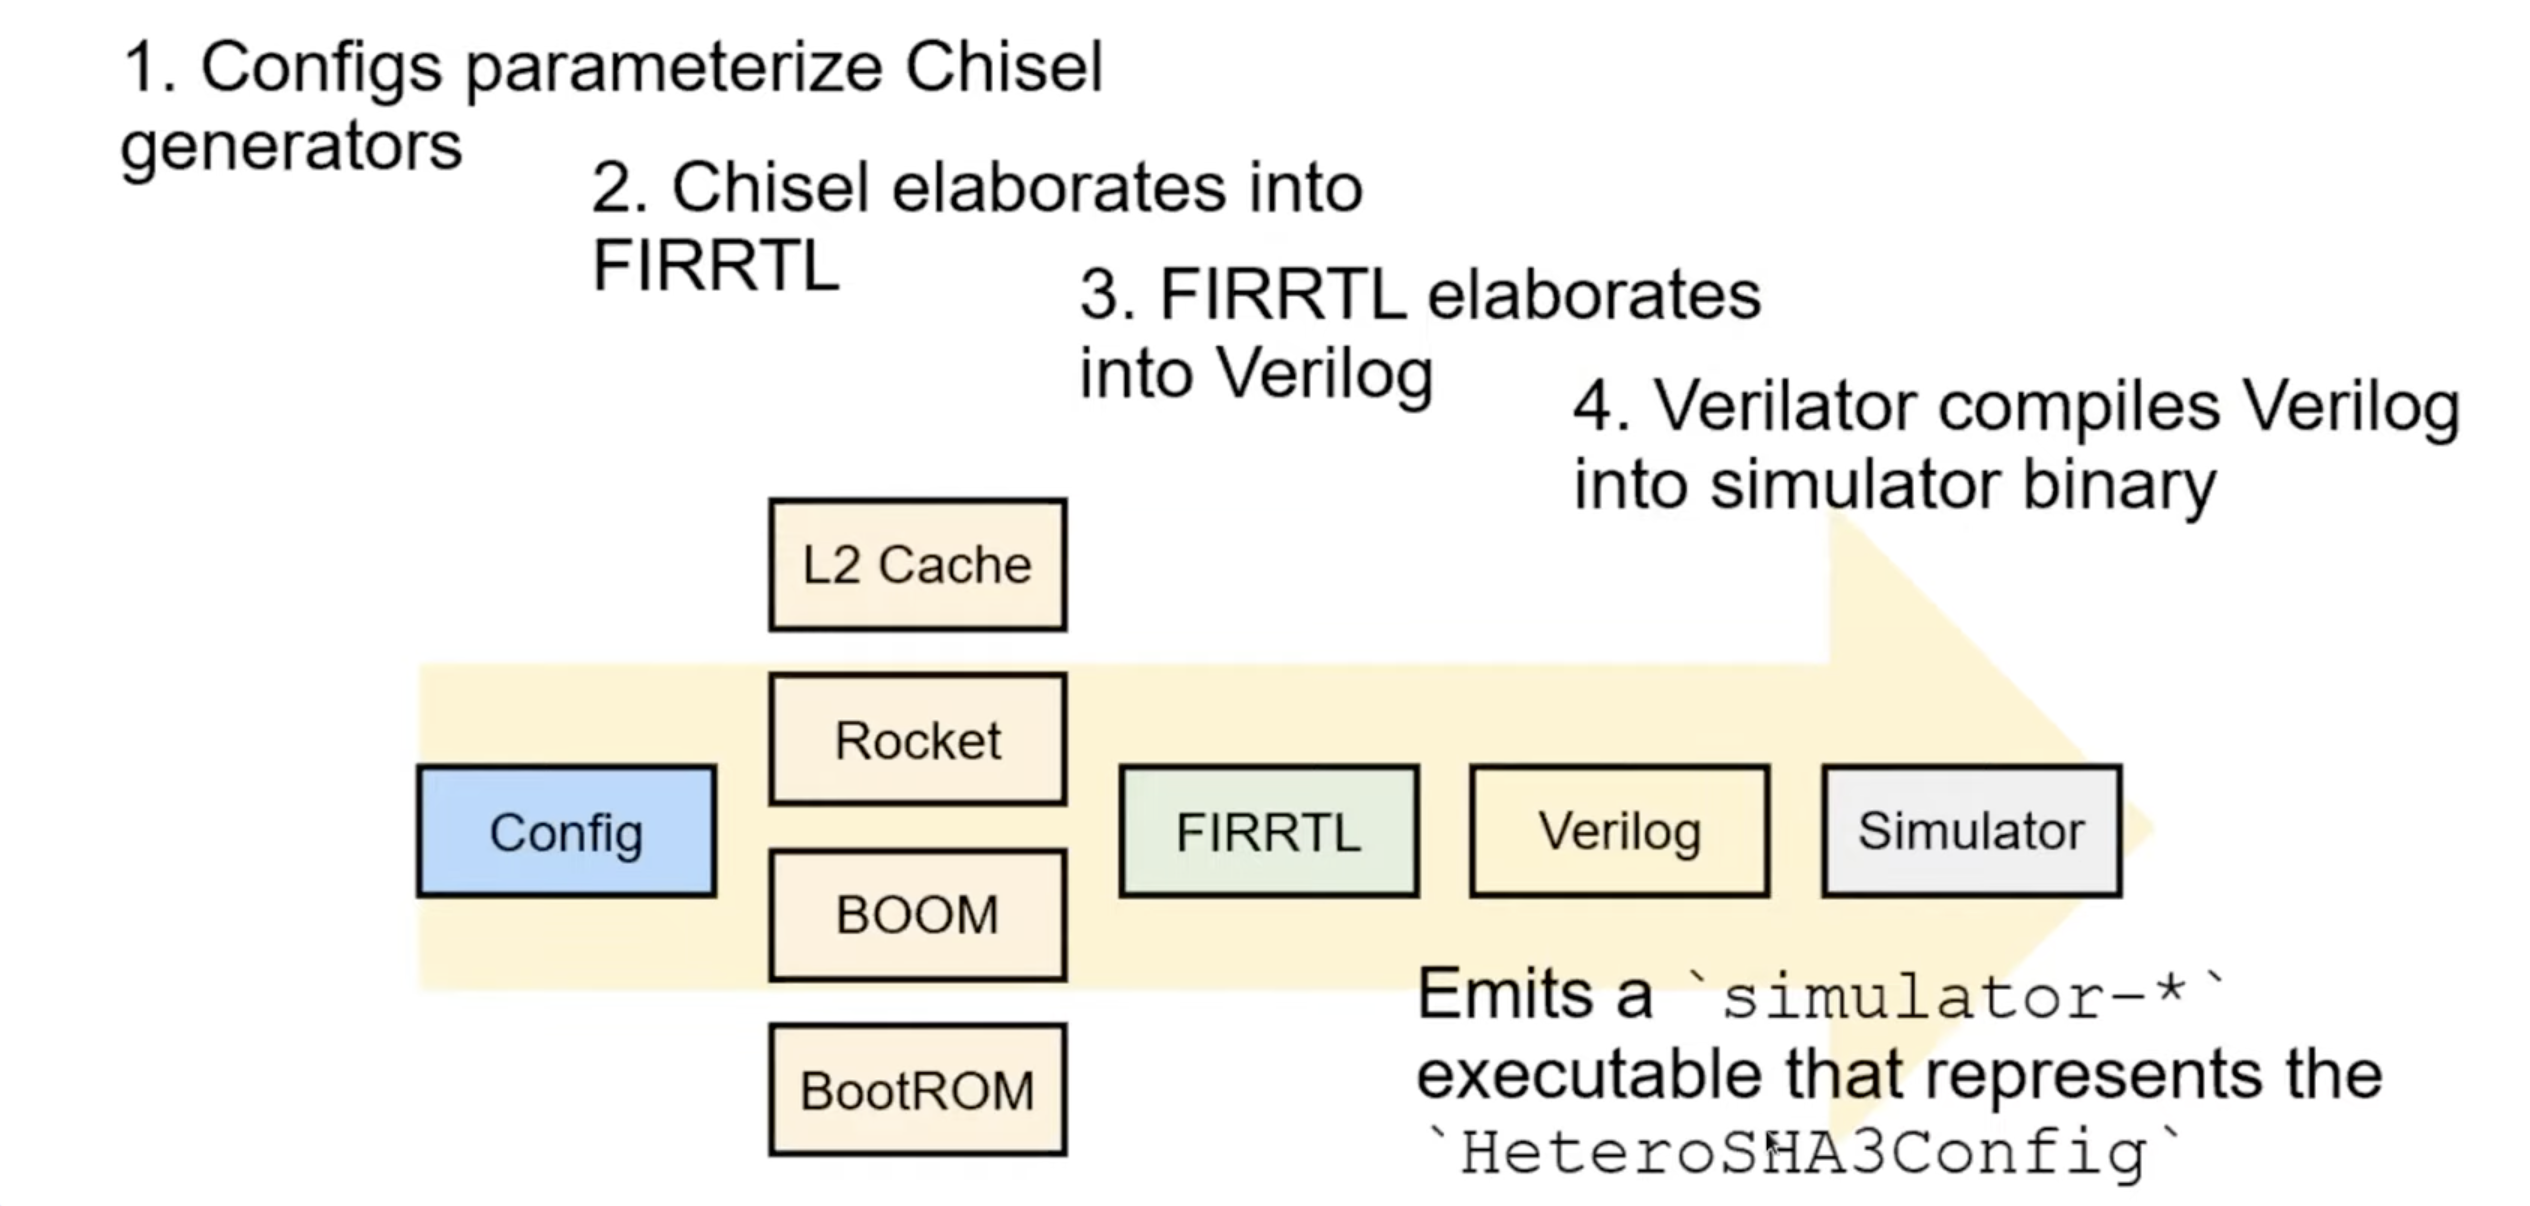 1. Configs parameterize Chisel
generators
2. Chisel elaborates into
FIRRTL
3. FIRRTL elaborates
into Verilog
4. Verilator compiles Verilog
into simulator binary
L2 Cache
Rocket
Config
FIRRTL
Verilog
Simulator
BOOM
BootROM
Emits a `simulator-*`
executable that represents the
`HeteroSHA3Config`